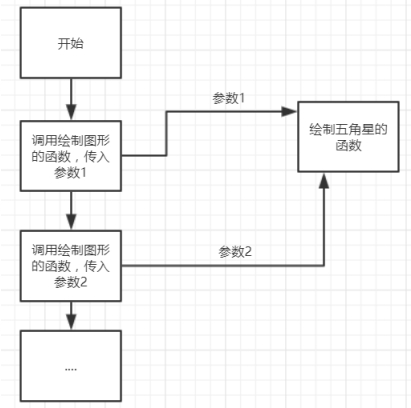 开始
参数1
绘制五角星的
函数
调用绘制图形
的函数，传入
参数1
调用绘制图形
的函数，传入
参数2
参数2
....